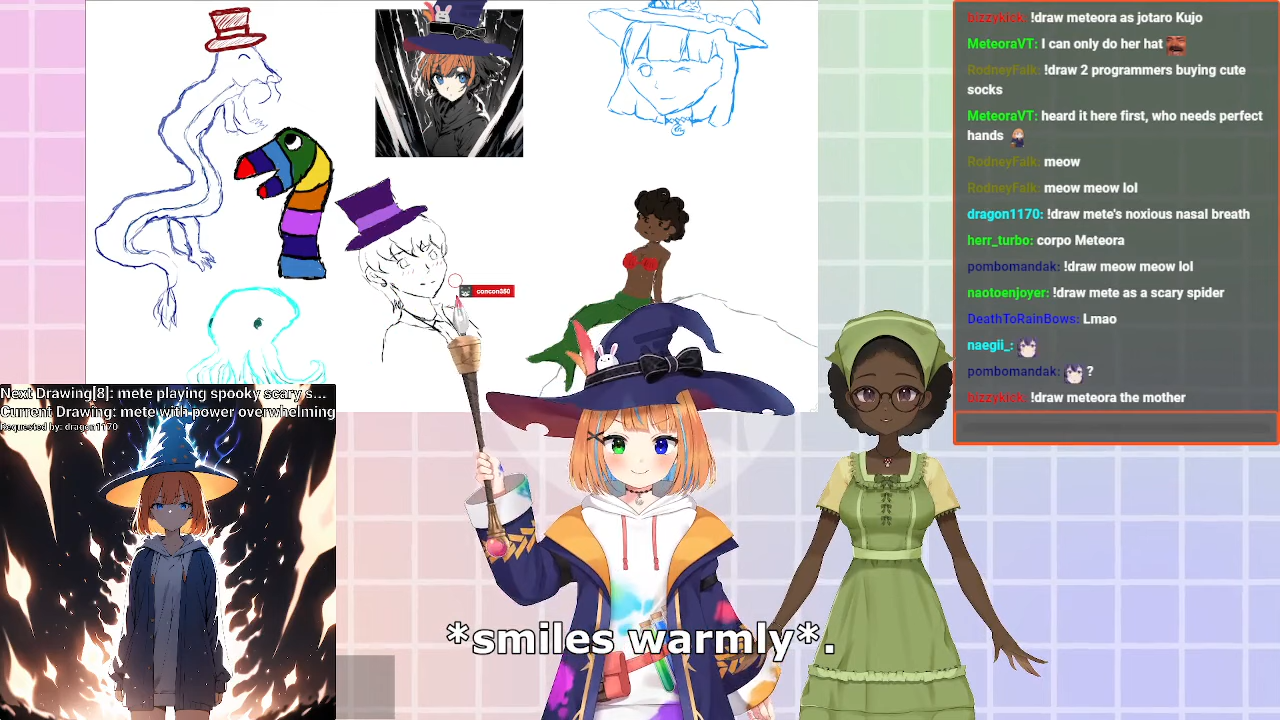 concon350
bizzykick: !draw meteora as jotaro Kujo
MeteoraVT: I can only do her hat
RodneyFalk: !draw 2 programmers buying cute
socks
MeteoraVT: heard it here first, who needs perfect
hands
RodneyFalk: meow
RodneyFalk: meow meow lol
dragon1170: !draw mete's noxious nasal breath
herr_turbo: corpo Meteora
pombomandak: !draw meow meow lol
naotoenjoyer: !draw mete as a scary spider
DeathToRainBows: Lmao
naegii_:
pombomandak: ?
bizzykick: !draw meteora the mother
Next Drawing[8]: mete playing spooky scary s...
Current Drawing: mete with power overwhelming
Requested by: dragon1170
*smiles warmly*.